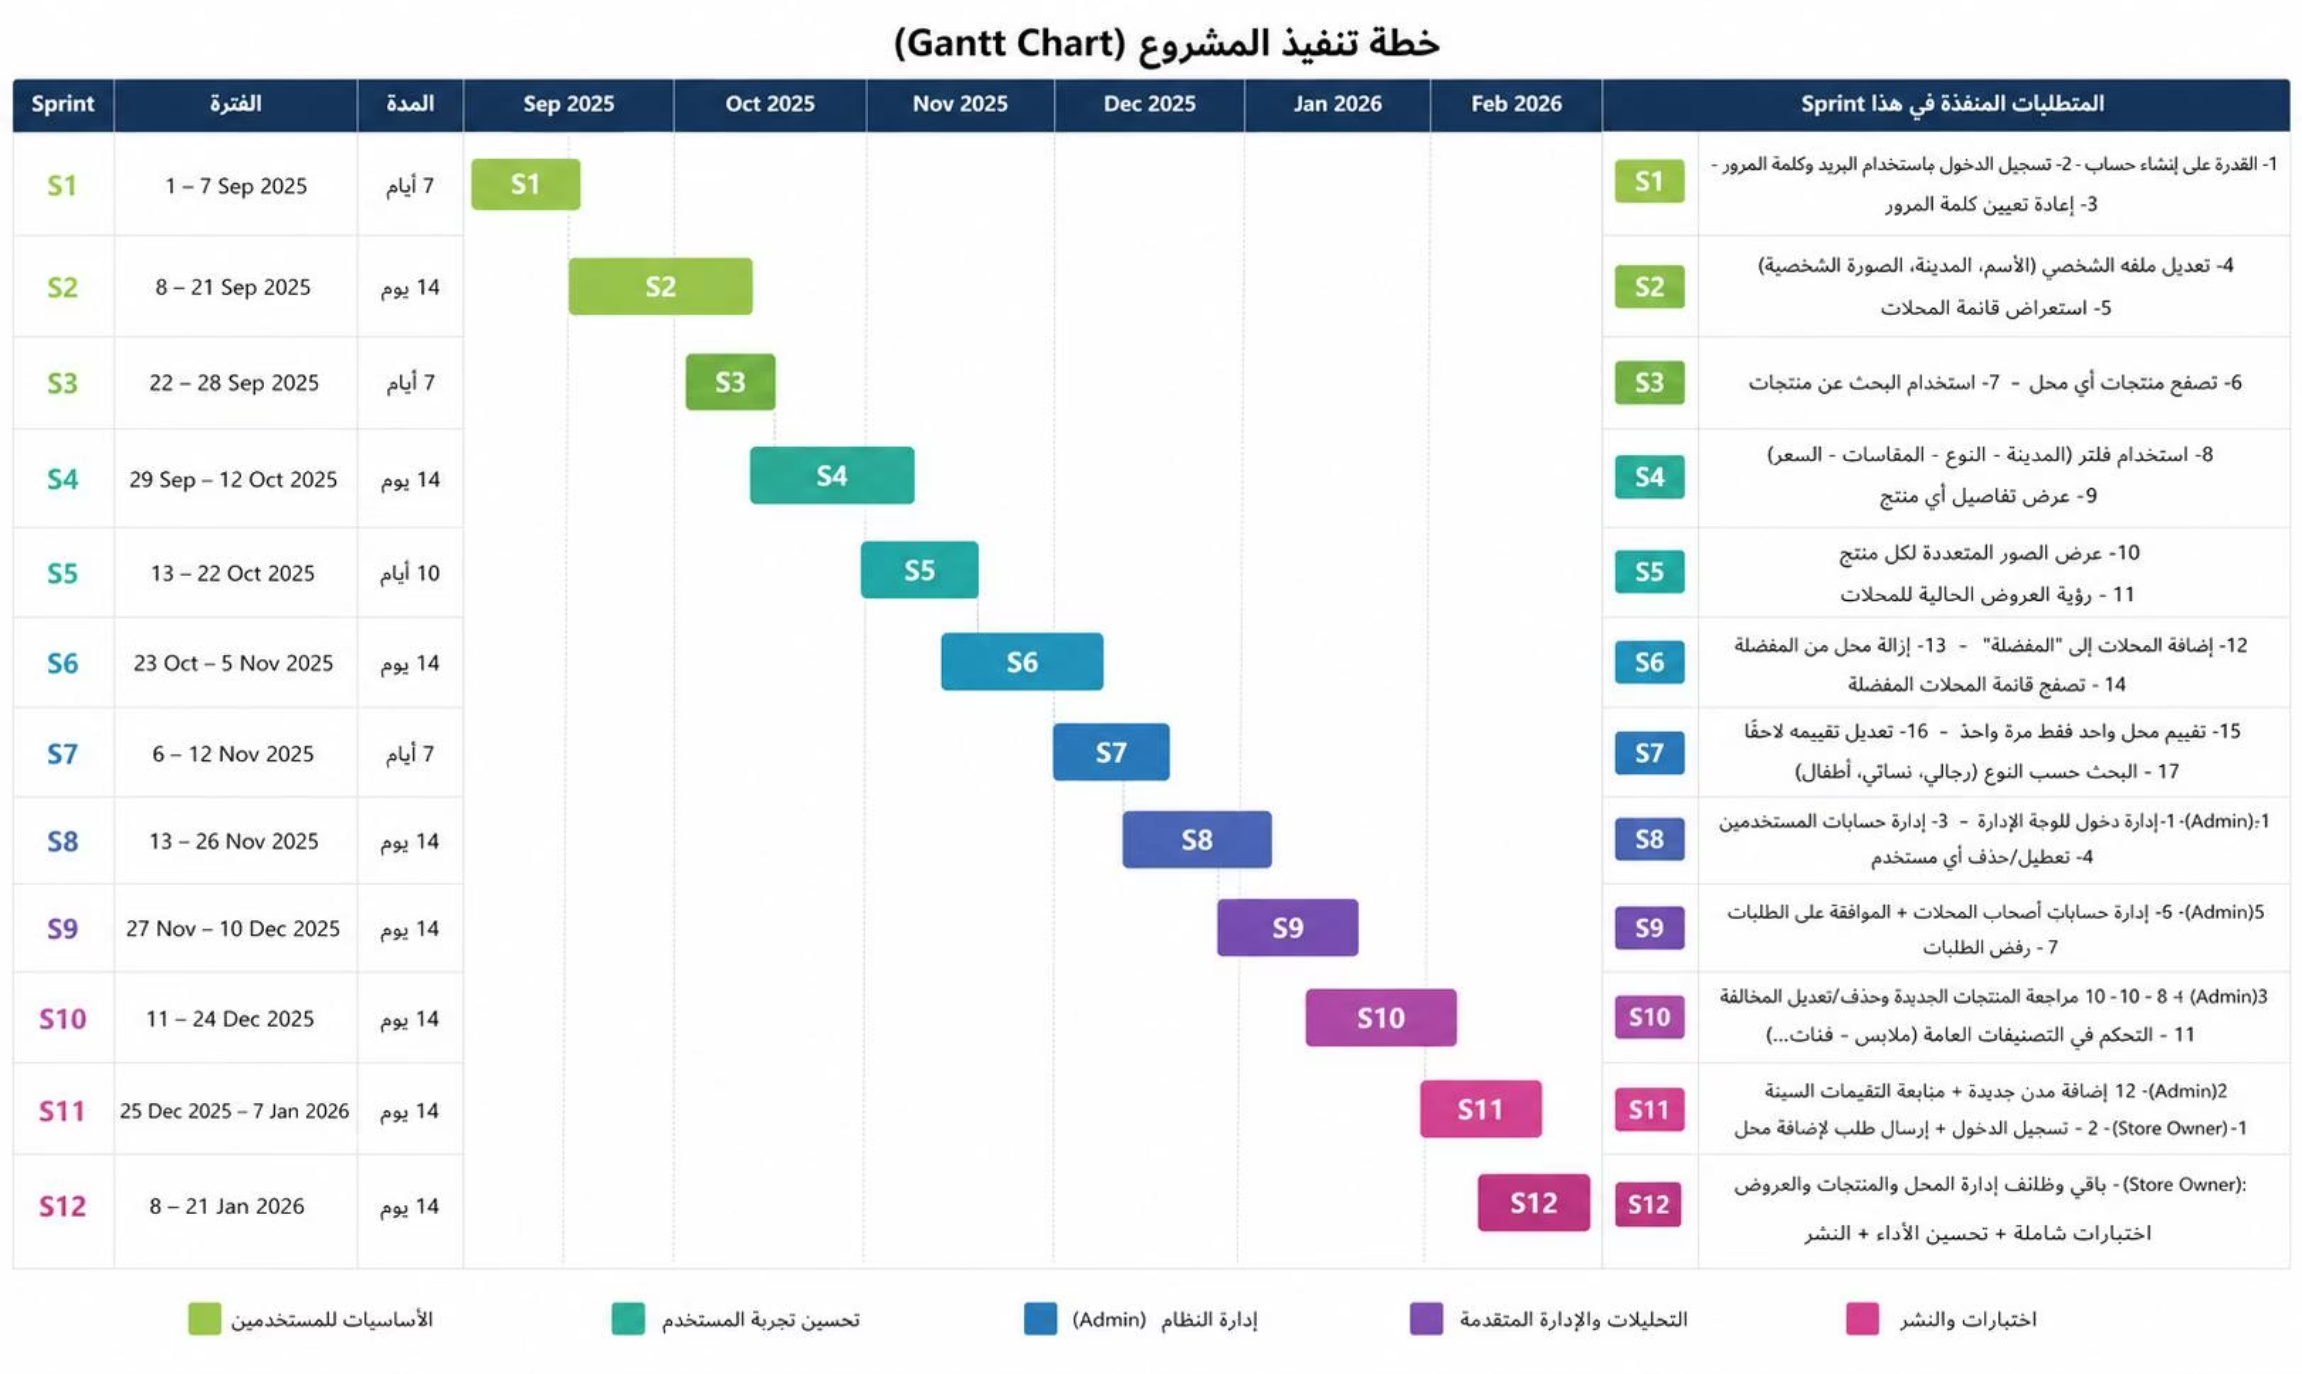 خطة تنفيذ المشروع (Gantt Chart)
Sprint
الفترة
المدة
Sep 2025
Oct 2025
Nov 2025
Dec 2025
Jan 2026
Feb 2026
المتطلبات المنفذة في هذا Sprint
S1
1 – 7 Sep 2025
7 أيام
S1
S1
1- القدرة على إنشاء حساب - 2- تسجيل الدخول باستخدام البريد وكلمة المرور -
3- إعادة تعيين كلمة المرور
S2
8 – 21 Sep 2025
14 يوم
S2
S2
4- تعديل ملفه الشخصي (الأسم، المدينة، الصورة الشخصية)
5- استعراض قائمة المحلات
S3
22 – 28 Sep 2025
7 أيام
S3
S3
6- تصفح منتجات أي محل - 7- استخدام البحث عن منتجات
S4
29 Sep – 12 Oct 2025
14 يوم
S4
S4
8- استخدام فلتر (المدينة - النوع - المقاسات - السعر)
9- عرض تفاصيل أي منتج
S5
13 – 22 Oct 2025
10 أيام
S5
S5
10- عرض الصور المتعددة لكل منتج
11 - رؤية العروض الحالية للمحلات
S6
23 Oct – 5 Nov 2025
14 يوم
S6
S6
12- إضافة المحلات إلى "المفضلة" - 13- إزالة محل من المفضلة
14 - تصفح قائمة المحلات المفضلة
S7
6 – 12 Nov 2025
7 أيام
S7
S7
15- تفييم محل واحد ففط مرة واحدْ - 16- تعديل تقييمه لاحقًا
17 - البحث حسب النوع (رجالي، نساتي، أطفال)
S8
13 – 26 Nov 2025
14 يوم
S8
S8
1:(Admin)- 1-إدارة دخول للوجة الإدارة - 3- إدارة حسابات المستخدمين
4- تعطيل/حذف أي مستخدم
S9
27 Nov – 10 Dec 2025
14 يوم
S9
S9
5(Admin)- 5- إدارة حسابات أصحاب المحلات + الموافقة على الطلبات
7 - رفض الطلبات
S10
11 – 24 Dec 2025
14 يوم
S10
S10
3(Admin) 8 - 10 - 10 مراجعة المنتجات الجديدة وحذف/تعديل المخالفة
11 - التحكم في التصنيفات العامة (ملابس - فنات...)
S11
25 Dec 2025 – 7 Jan 2026
14 يوم
S11
S11
2(Admin)- 12 إضافة مدن جديدة + متابعة التقيمات السينة
1- (Store Owner)- 2 - تسجيل الدخول + إرسال طلب لإضافة محل
S12
8 – 21 Jan 2026
14 يوم
S12
S12
:(Store Owner)- باقي وظلنف إدارة المحل والمنتجات والعروض
اختبارات شاملة + تحسين الأداء + النشر
الأساسيات للمستخدمين
تحسين تجربة المستخدم
إدارة النظام (Admin)
التحليلات والإدارة المتقدمة
اختبارات والنشر